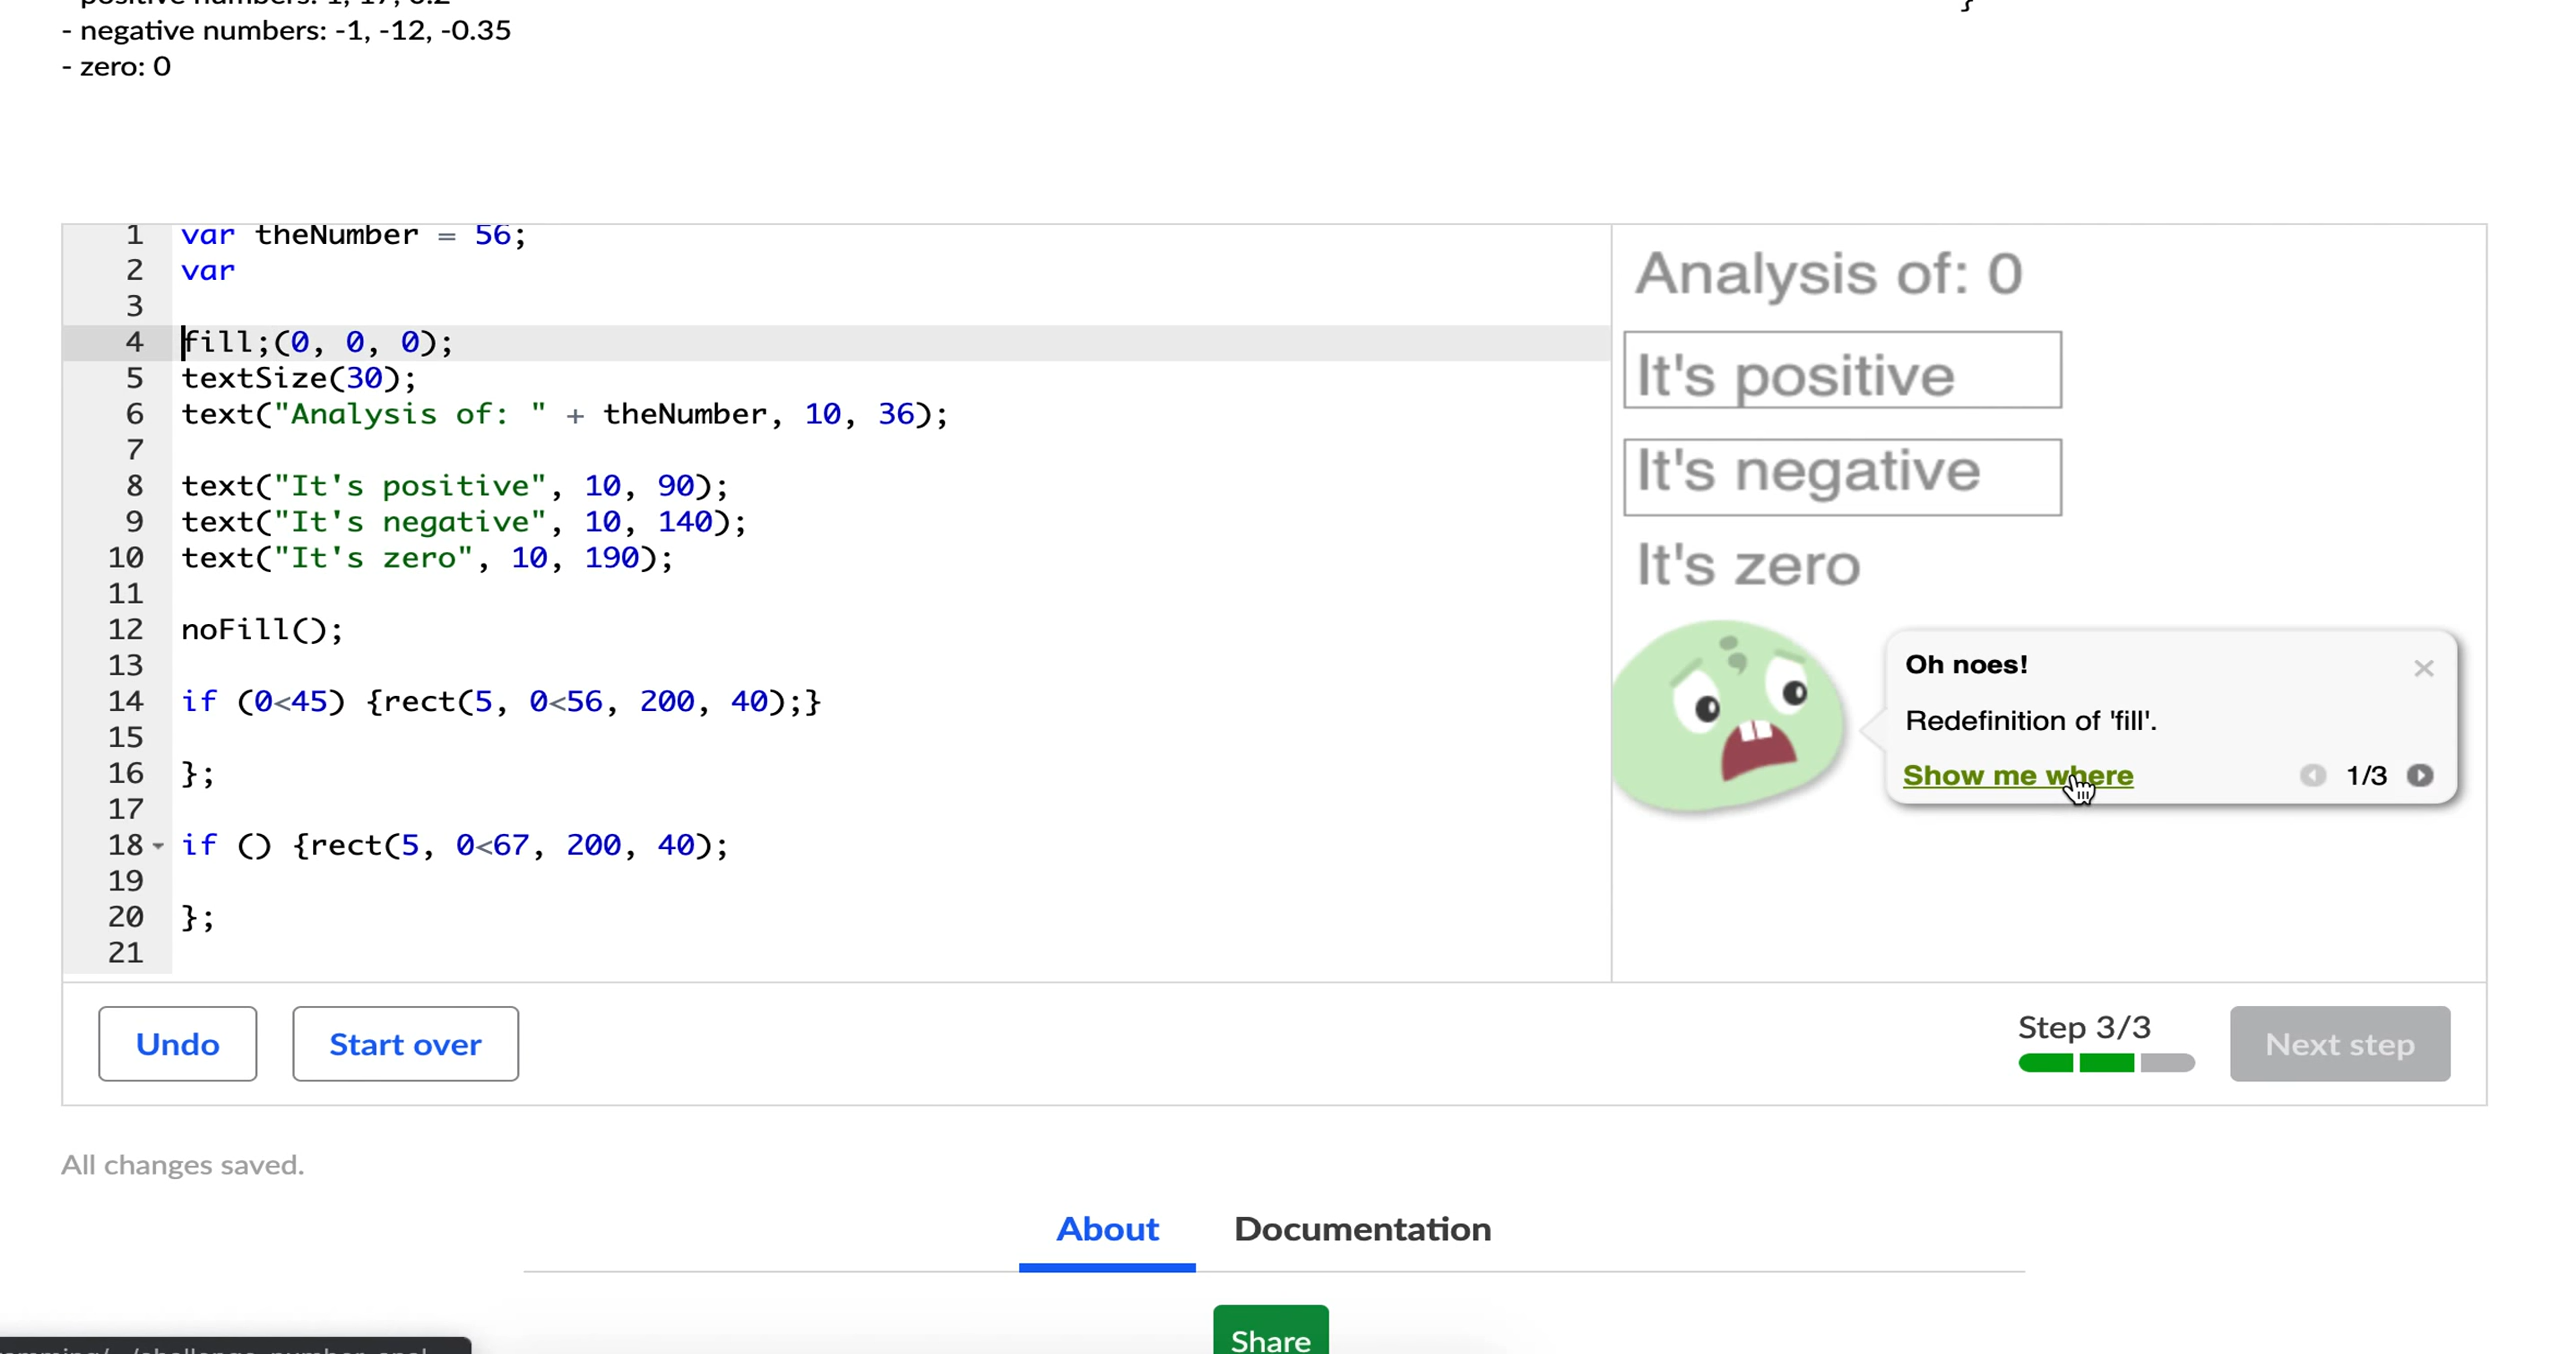 - negative numbers: -1, -12, -0.35
- zero: 0
}
1 var theNumber = 56;
2 var
3
4 fill;(0, 0, 0);
5 textSize(30);
6 text("Analysis of: " + theNumber, 10, 36);
7
8 text("It's positive", 10, 90);
9 text("It's negative", 10, 140);
10 text("It's zero", 10, 190);
11
12 noFill();
13
14 if (0<45) {rect(5, 0<56, 200, 40);}
15
16 };
17
18 if () {rect(5, 0<67, 200, 40);
19
20 };
21
Analysis of: 0
It's positive
It's negative
It's zero
Oh noes!
Redefinition of 'fill'.
Show me where 1/3
Undo
Start over
Step 3/3
Next step
All changes saved.
About Documentation
Share